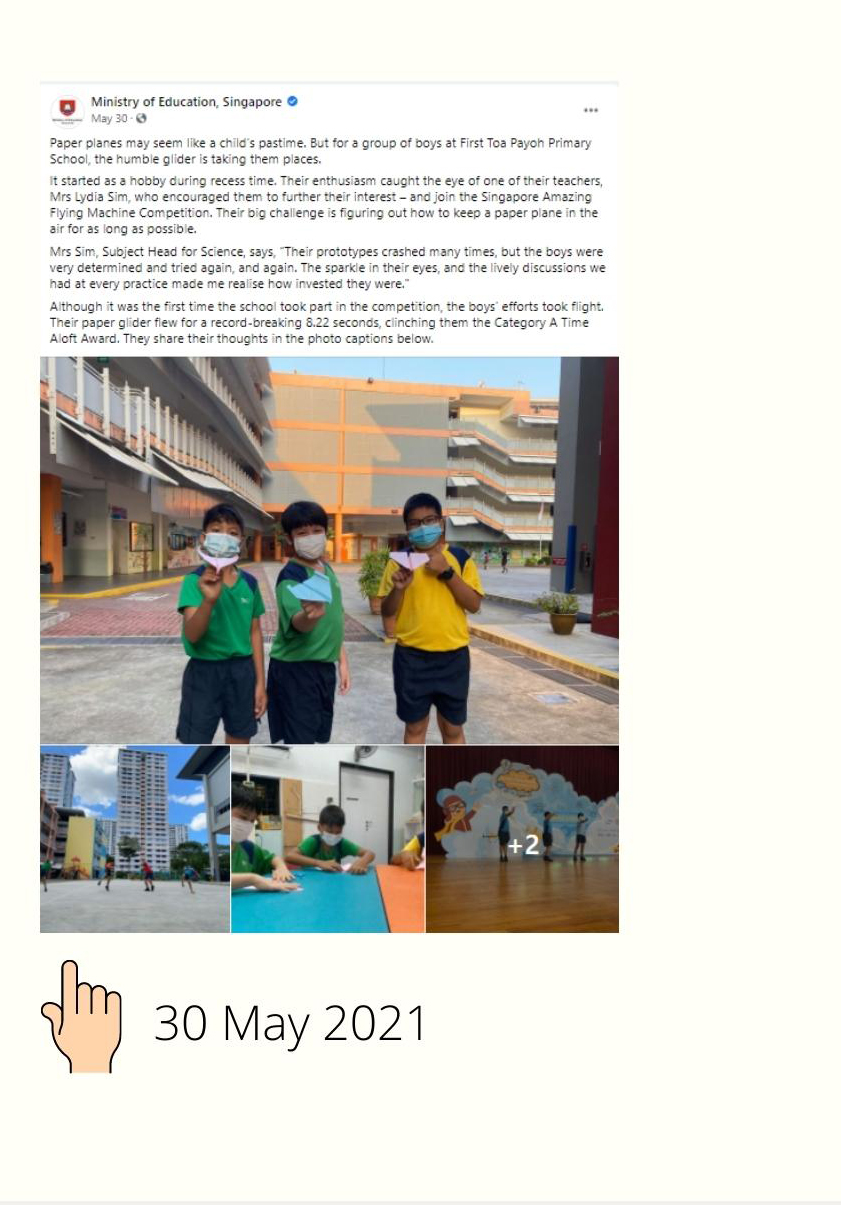 Ministry of Education, Singapore
May 30 ·
Paper planes may seem like a child's pastime. But for a group of boys at First Toa Payoh Primary
School, the humble glider is taking them places.
It started as a hobby during recess time. Their enthusiasm caught the eye of one of their teachers,
Mrs Lydia Sim, who encouraged them to further their interest – and join the Singapore Amazing
Flying Machine Competition. Their big challenge is figuring out how to keep a paper plane in the
air for as long as possible.
Mrs Sim, Subject Head for Science, says, "Their prototypes crashed many times, but the boys were
very determined and tried again, and again. The sparkle in their eyes, and the lively discussions we
had at every practice made me realise how invested they were."
Although it was the first time the school took part in the competition, the boys' efforts took flight.
Their paper glider flew for a record-breaking 8.22 seconds, clinching them the Category A Time
Aloft Award. They share their thoughts in the photo captions below.
+2
30 May 2021